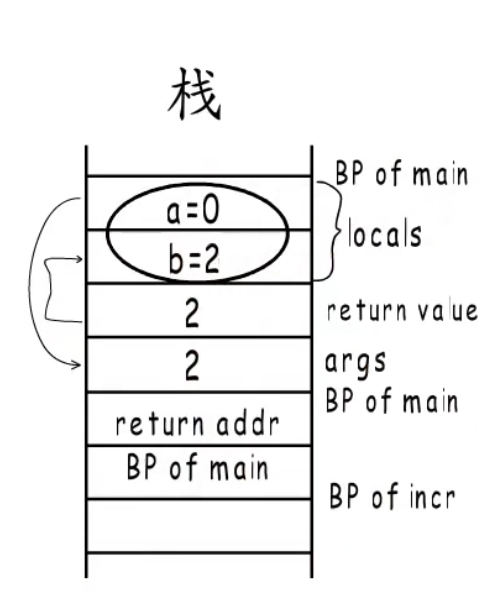 栈
BP of main
a=0
locals
b=2
2
return value
2
args
BP of main
return addr
BP of main
BP of incr